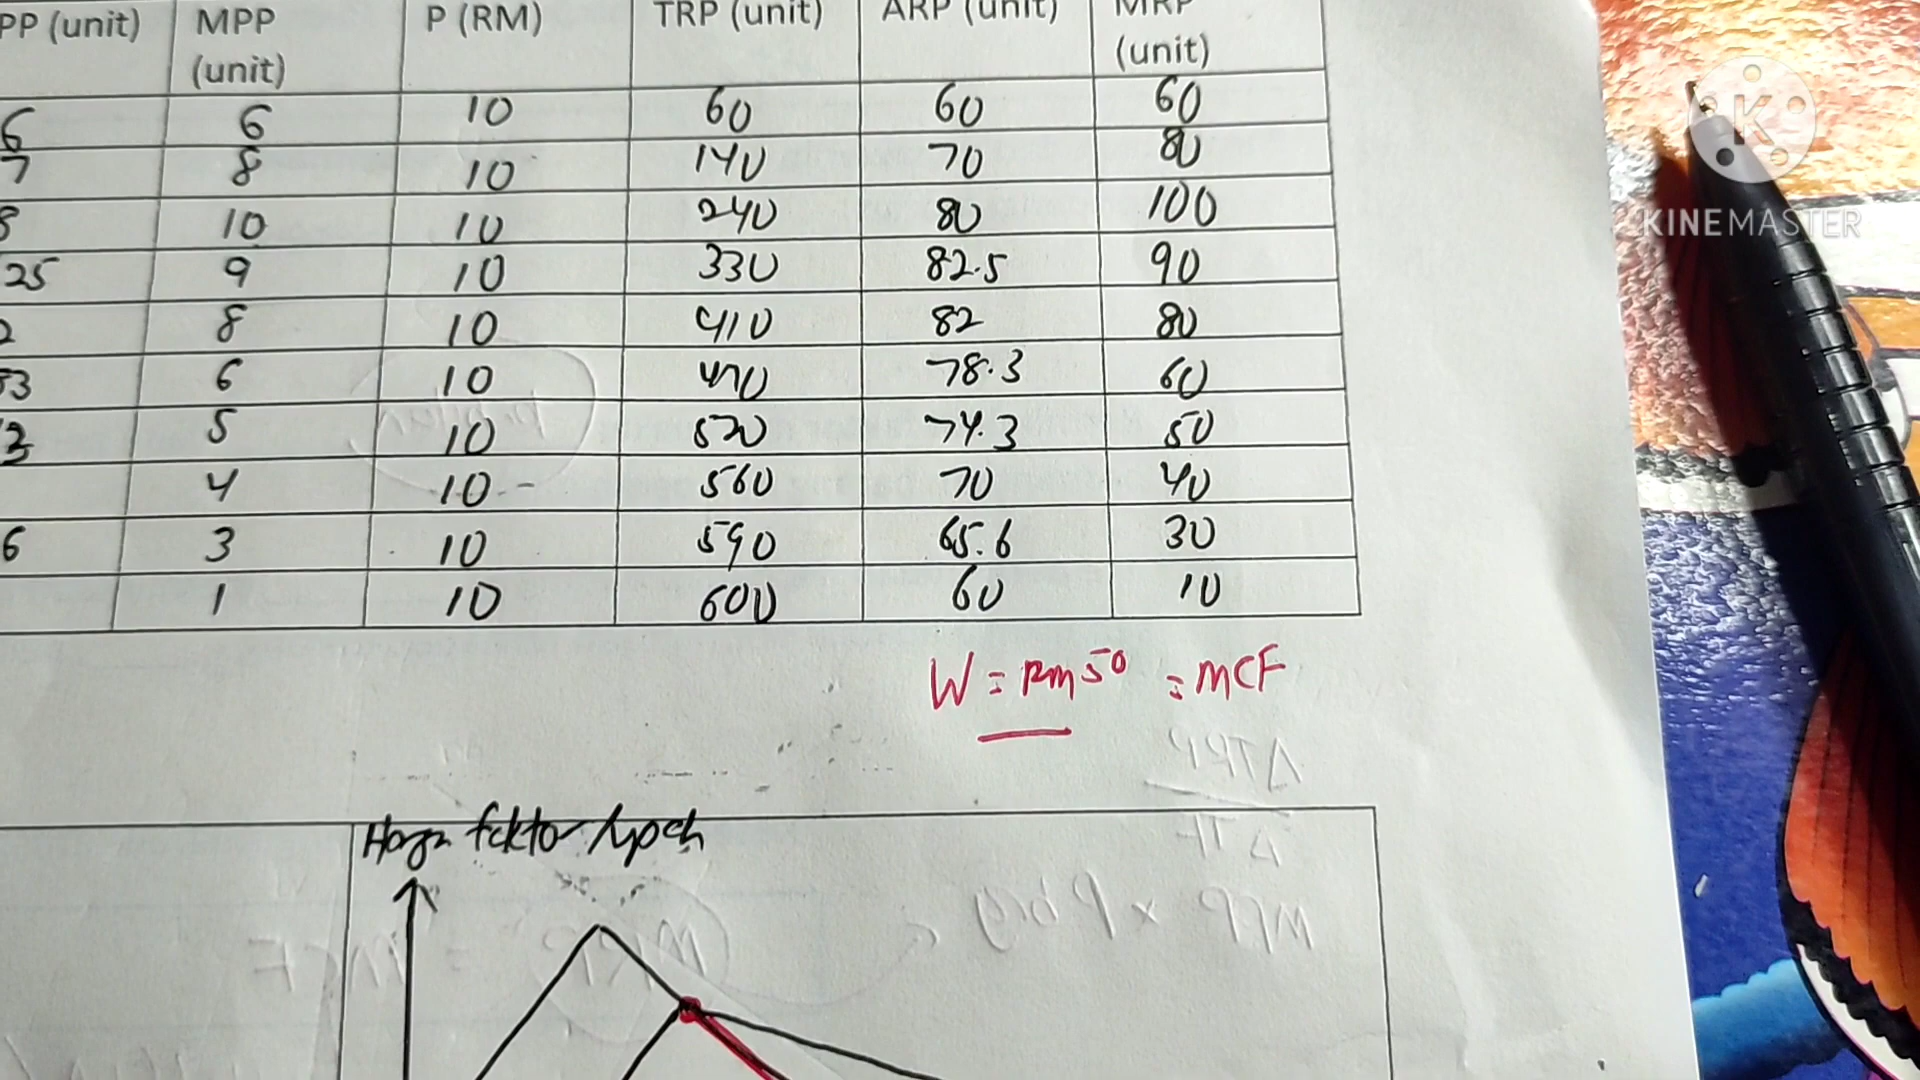 PP (unit) MPP (unit) P (RM) TRP (unit) ARP (unit) MRP (unit)
6 6 10 60 60 60
7 8 10 140 70 80
8 10 10 240 80 100
25 9 10 330 82.5 90
2 8 10 410 82 80
33 6 10 470 78.3 60
5 10 520 74.3 50
4 10 560 70 40
6 3 10 590 65.6 30
1 10 600 60 10
W = RM50 = MCF
Harga faktor/upah
K
KINEMASTER